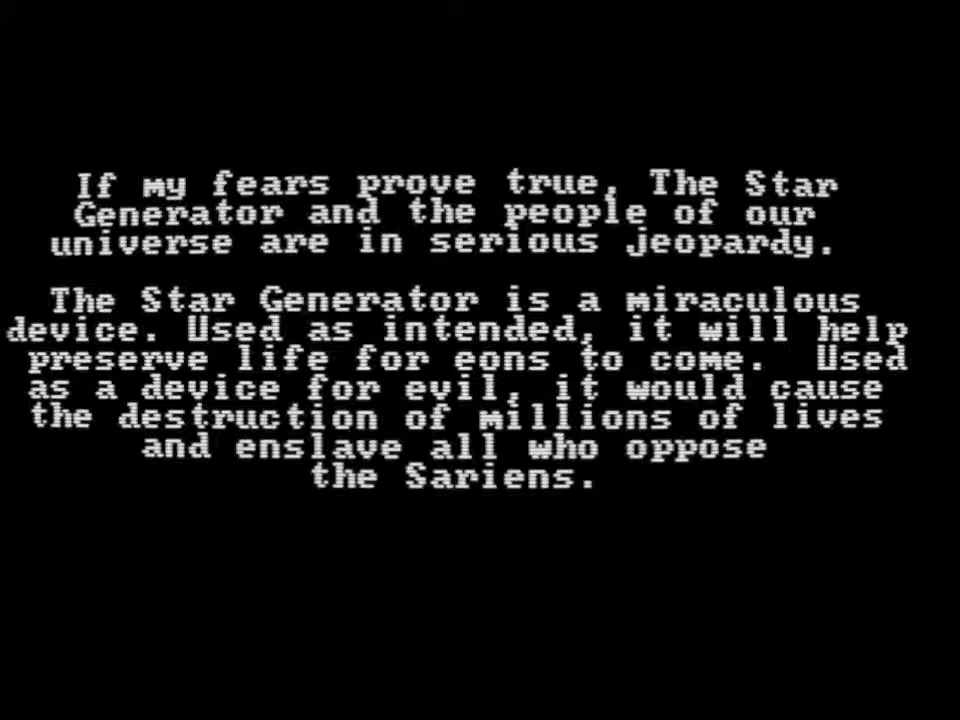 If my fears prove true, The Star
Generator and the people of our
universe are in serious jeopardy.
The Star Generator is a miraculous
device. Used as intended, it will help
preserve life for eons to come. Used
as a device for evil, it would cause
the destruction of millions of lives
and enslave all who oppose
the Sariens.